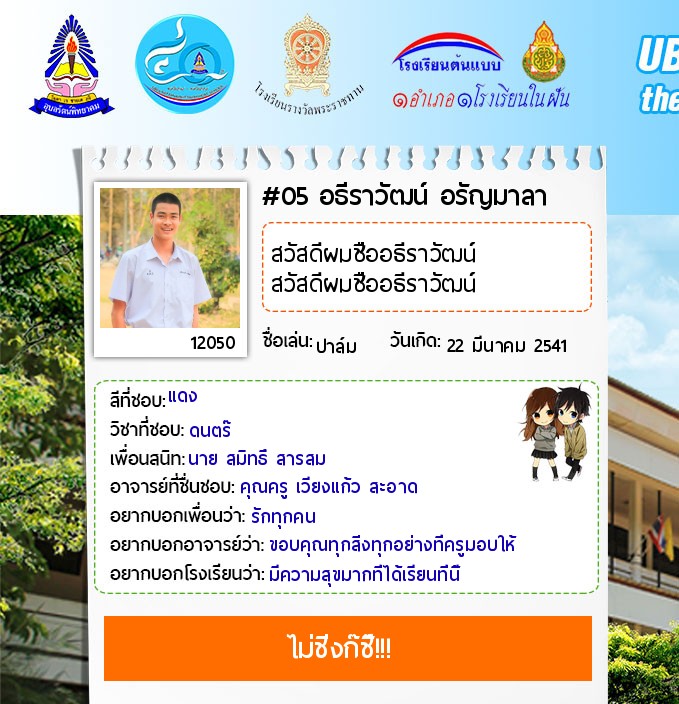 อุบลรัตน์พิทยาคม
โรงเรียนรางวัลพระราชทาน
โรงเรียนต้นแบบ
๑อำเภอ๑โรงเรียนในฝัน
UB
the
#05 อธีราวัฒน์ อรัญมาลา
สวัสดีผมชื่ออธีราวัฒน์
สวัสดีผมชื่ออธีราวัฒน์
12050
ชื่อเล่น: ปาล์ม วันเกิด: 22 มีนาคม 2541
สีที่ชอบ: แดง
วิชาที่ชอบ: ดนตรี
เพื่อนสนิท: นาย สมิทธิ สารสม
อาจารย์ที่ชื่นชอบ: คุณครู เวียงแก้ว สะอาด
อยากบอกเพื่อนว่า: รักทุกคน
อยากบอกอาจารย์ว่า: ขอบคุณทุกสิ่งทุกอย่างที่ครูมอบให้
อยากบอกโรงเรียนว่า: มีความสุขมากที่ได้เรียนที่นี่
ไม่ซิ่งก๊ซี่!!!